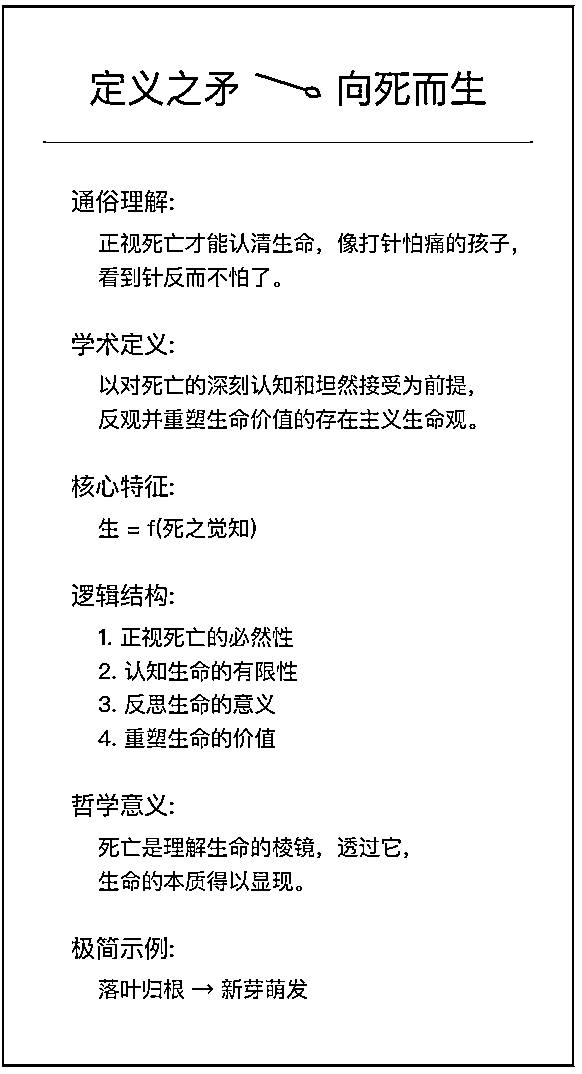 定义之矛 向死而生
通俗理解:
正视死亡才能认清生命，像打针怕痛的孩子，
看到针反而不怕了。
学术定义:
以对死亡的深刻认知和坦然接受为前提，
反观并重塑生命价值的存在主义生命观。
核心特征:
生 = f(死之觉知)
逻辑结构:
1. 正视死亡的必然性
2. 认知生命的有限性
3. 反思生命的意义
4. 重塑生命的价值
哲学意义:
死亡是理解生命的棱镜，透过它，
生命的本质得以显现。
极简示例:
落叶归根 → 新芽萌发